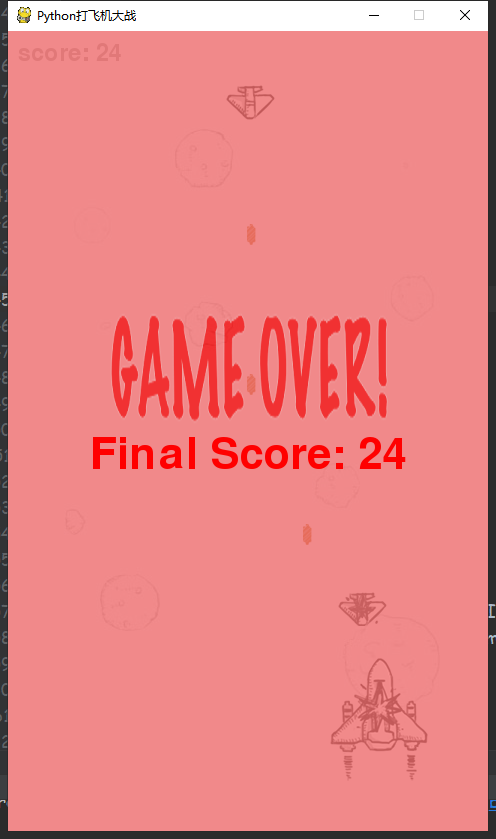 Python打飞机大战
score: 24
GAME OVER!
Final Score: 24